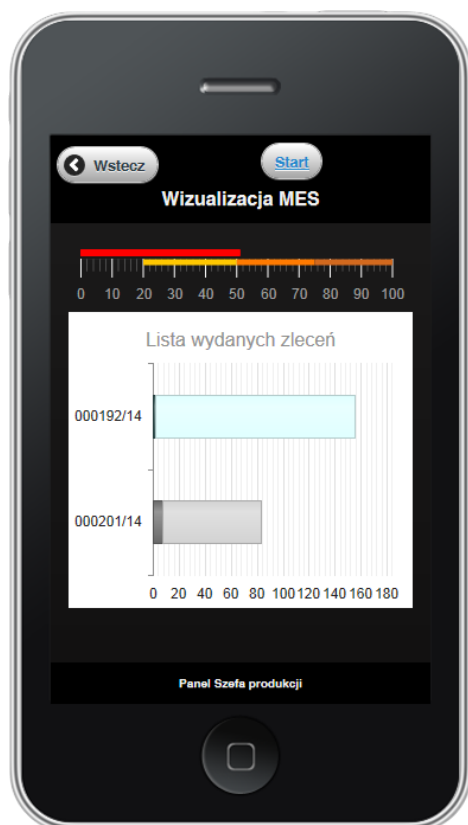 Wstecz
Start
Wizualizacja MES
0 10 20 30 40 50 60 70 80 90 100
Lista wydanych zleceń
000192/14
000201/14
0 20 40 60 80 100 120 140 160 180
Panel Szefa produkcji